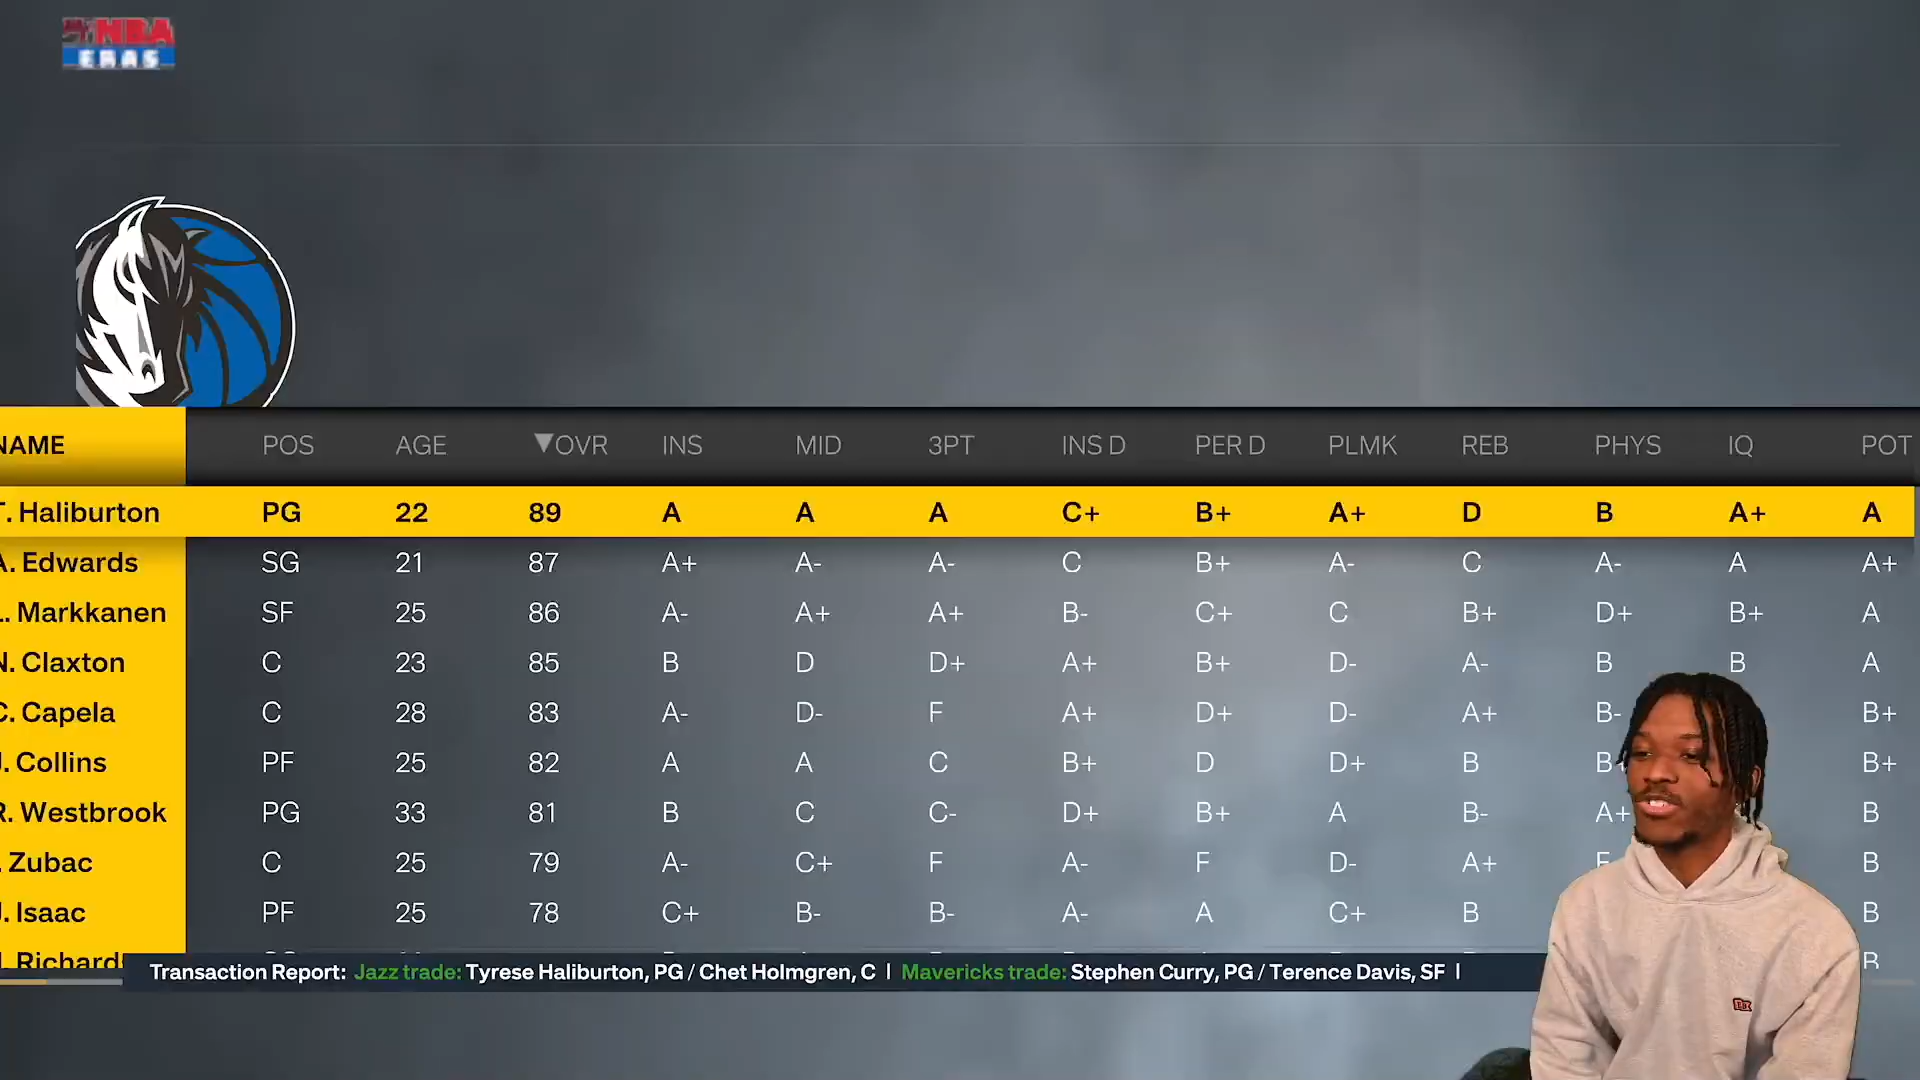 NBA
ERAS
NAME POS AGE ▼OVR INS MID 3PT INS D PER D PLMK REB PHYS IQ POT
T. Haliburton PG 22 89 A A A C+ B+ A+ D B A+ A
A. Edwards SG 21 87 A+ A- A- C B+ A- C A- A A+
L. Markkanen SF 25 86 A- A+ A+ B- C+ C B+ D+ B+ A
N. Claxton C 23 85 B D D+ A+ B+ D- A- B B A
C. Capela C 28 83 A- D- F A+ D+ D- A+ B- B+
J. Collins PF 25 82 A A C B+ D D+ B B+
R. Westbrook PG 33 81 B C C- D+ B+ A B- A+ B
. Zubac C 25 79 A- C+ F A- F D- A+ B
J. Isaac PF 25 78 C+ B- B- A- A C+ B B
Transaction Report: Jazz trade: Tyrese Haliburton, PG / Chet Holmgren, C | Mavericks trade: Stephen Curry, PG / Terence Davis, SF |